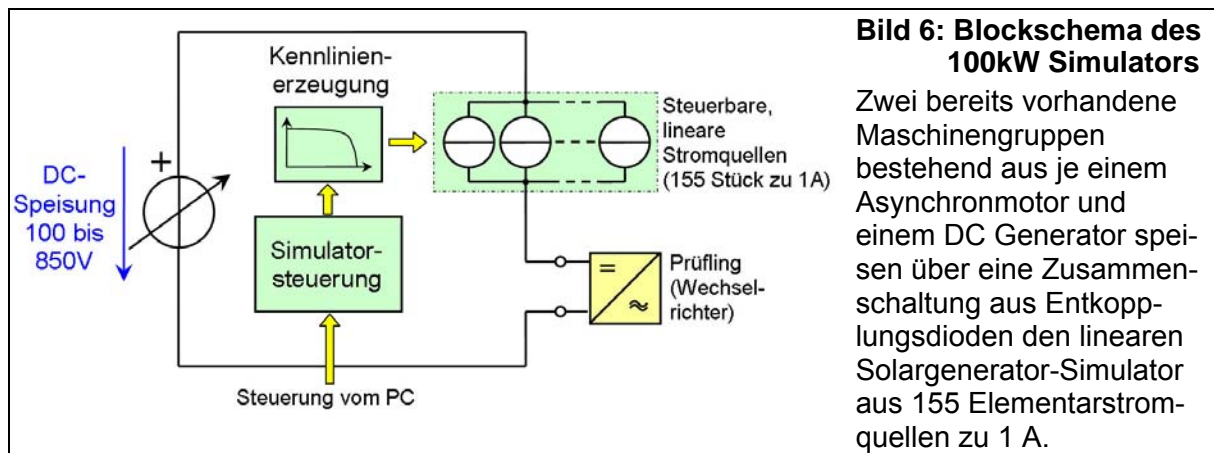 Kennlinien-
erzeugung
+
DC-
Speisung
100 bis
850V
Simulator-
steuerung
Steuerung vom PC
Steuerbare,
lineare
Stromquellen
(155 Stück zu 1A)
=
≈
Prüfling
(Wechsel-
richter)
Bild 6: Blockschema des
100kW Simulators
Zwei bereits vorhandene
Maschinengruppen
bestehend aus je einem
Asynchronmotor und
einem DC Generator spei-
sen über eine Zusammen-
schaltung aus Entkopp-
lungsdioden den linearen
Solargenerator-Simulator
aus 155 Elementarstrom-
quellen zu 1 A.